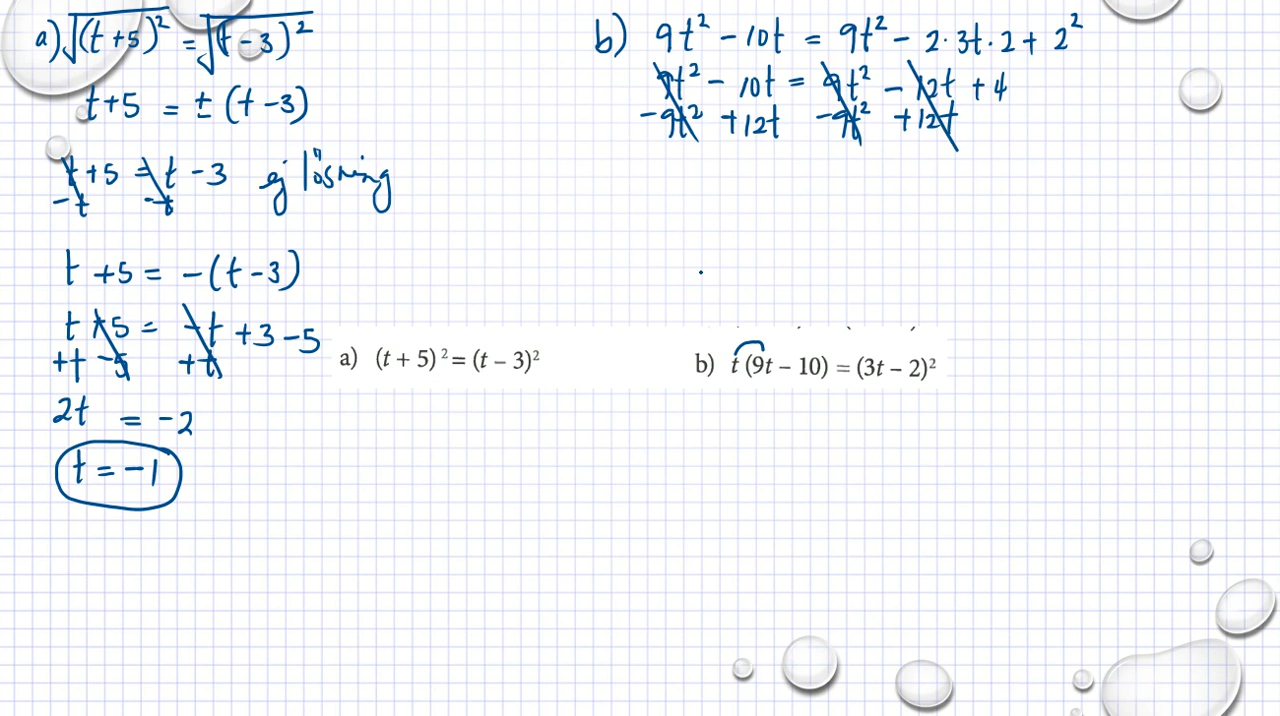 a) √(t+5)² = √(t-3)²
t+5 = ± (t-3)
t+5 = t -3 ej lösning
-t -t
t +5 = -(t-3)
t +5 = -t +3 -5
+t -5 +t
2t = -2
t = -1
b) 9t² - 10t = 9t² - 2·3t·2 + 2²
9t² - 10t = 9t² - 12t + 4
-9t² +12t -9t² +12t
a) (t + 5)² = (t – 3)²
b) t (9t – 10) = (3t – 2)²